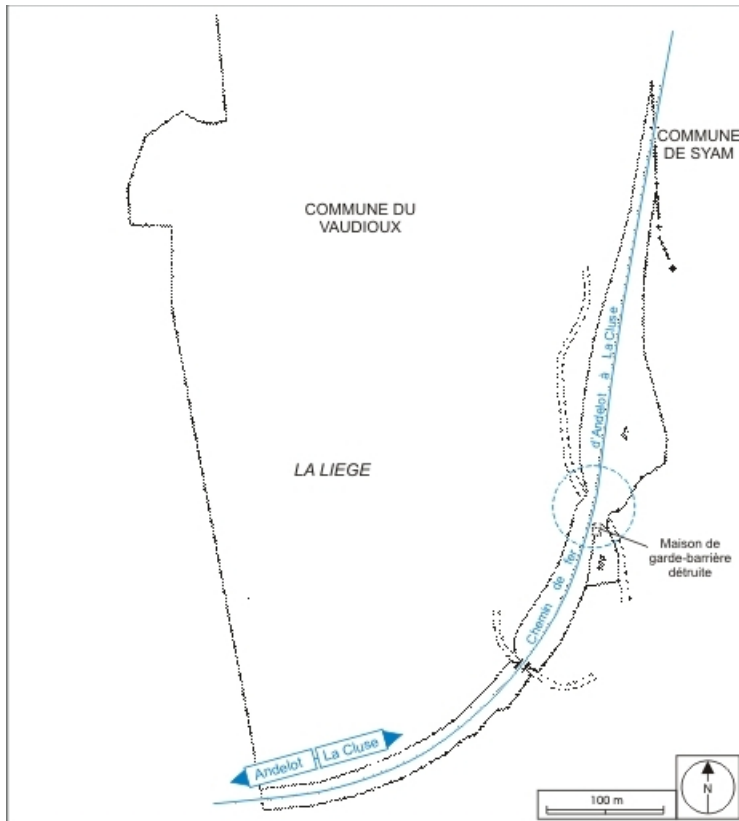 COMMUNE
DE SYAM
COMMUNE DU
VAUDIOUX
d'Andelot à La Cluse
LA LIEGE
Maison de
garde-barrière
détruite
Chemin de fer
Andelot
La Cluse
100 m
N